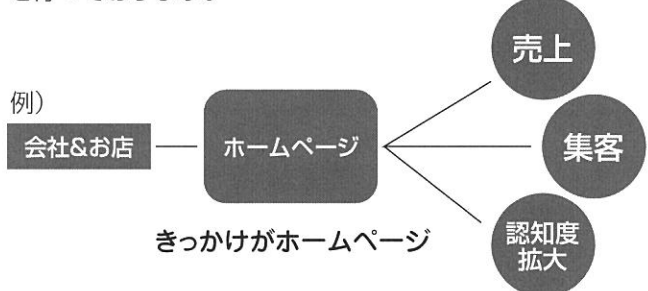 売上
例）
会社&お店
ホームページ
集客
きっかけがホームページ
認知度
拡大